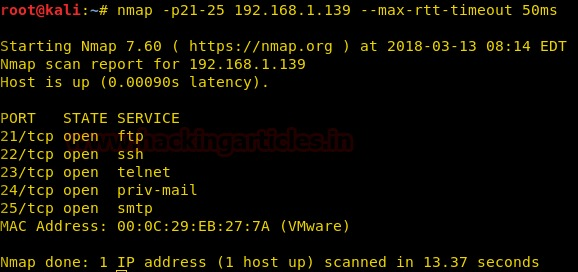 root@kali:~# nmap -p21-25 192.168.1.139 --max-rtt-timeout 50ms
Starting Nmap 7.60 ( https://nmap.org ) at 2018-03-13 08:14 EDT
Nmap scan report for 192.168.1.139
Host is up (0.00090s latency).
PORT   STATE SERVICE
21/tcp open  ftp
www.hackingarticles.in
22/tcp open  ssh
23/tcp open  telnet
24/tcp open  priv-mail
25/tcp open  smtp
MAC Address: 00:0C:29:EB:27:7A (VMware)
Nmap done: 1 IP address (1 host up) scanned in 13.37 seconds